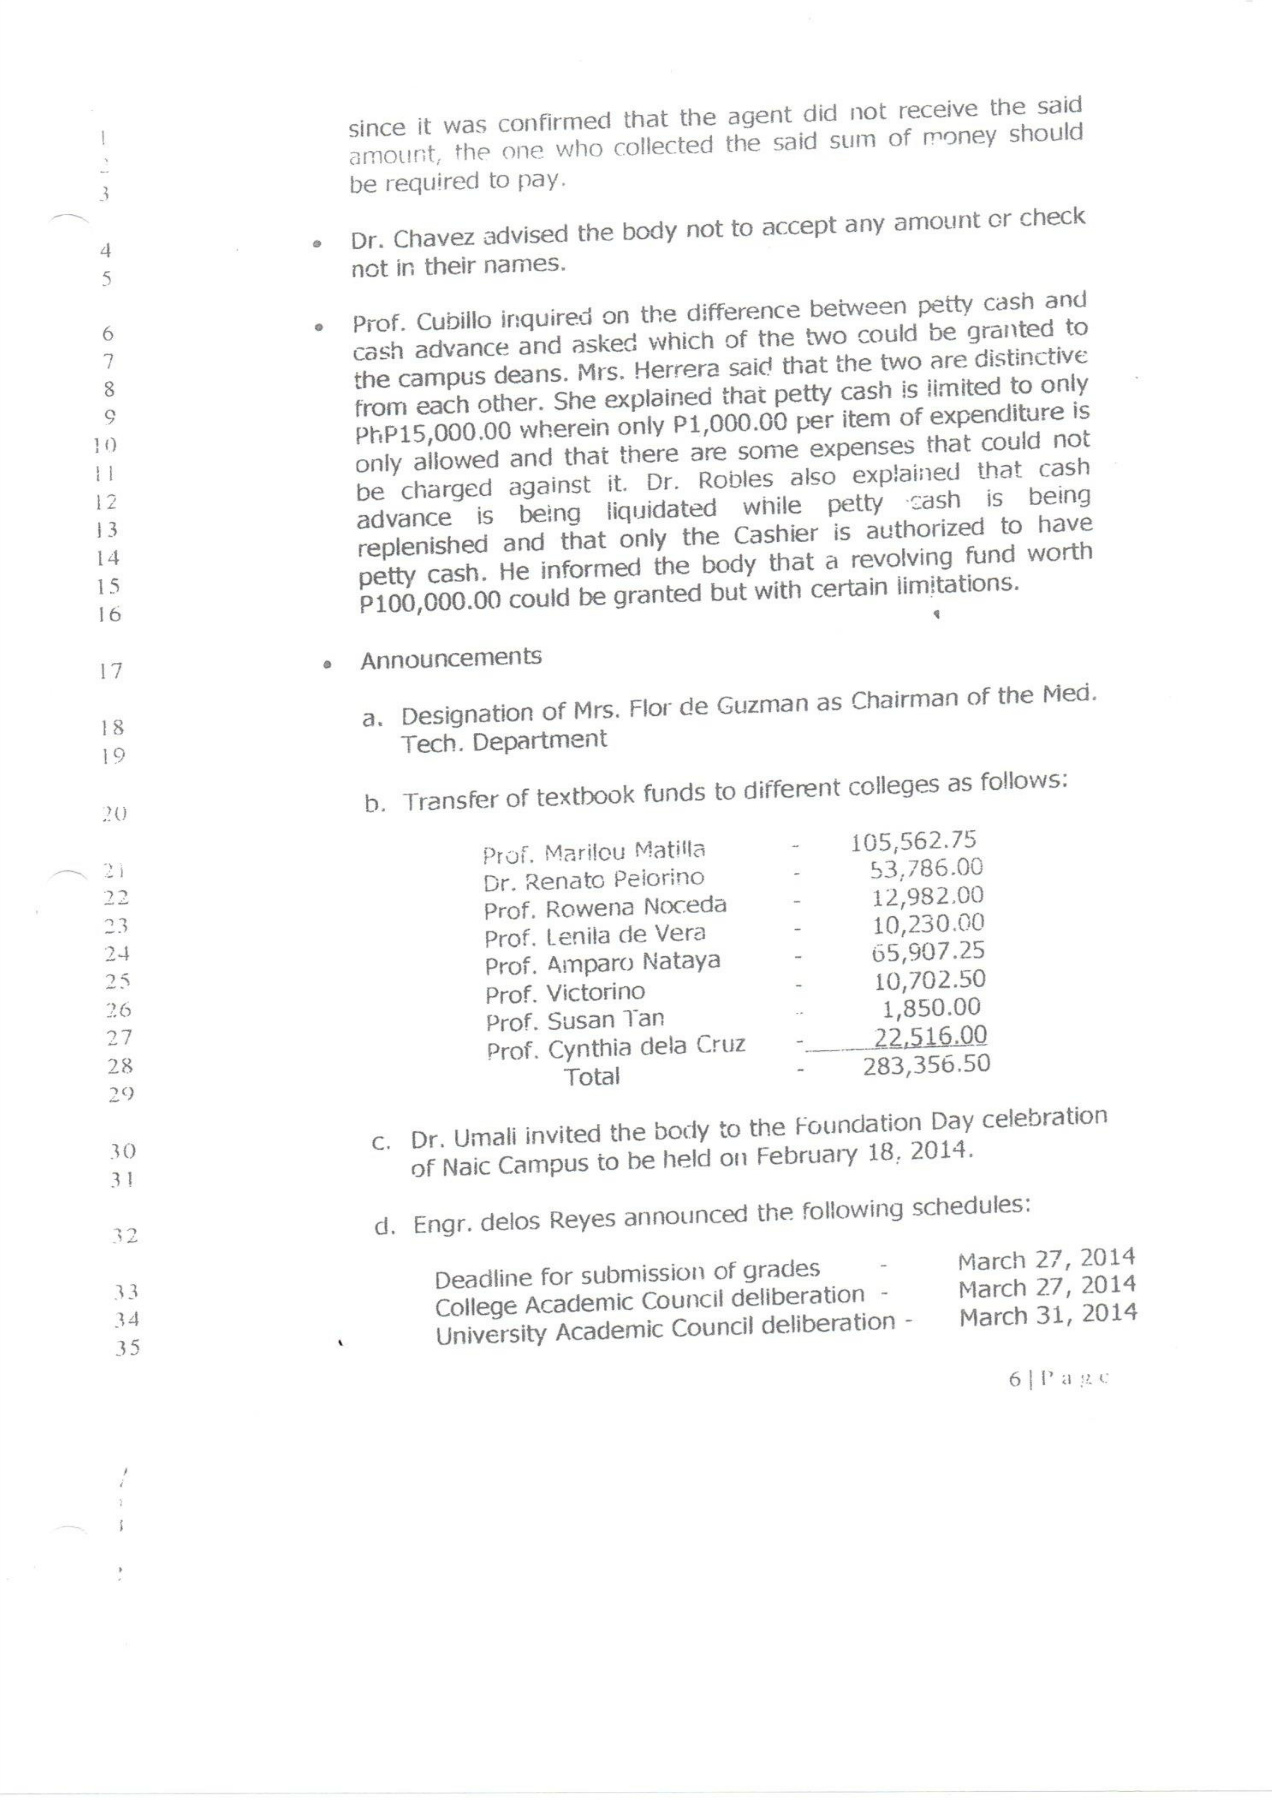 1 since it was confirmed that the agent did not receive the said
2 amount, the one who collected the said sum of money should
3 be required to pay.
4 • Dr. Chavez advised the body not to accept any amount or check
5 not in their names.
6 • Prof. Cubillo inquired on the difference between petty cash and
7 cash advance and asked which of the two could be granted to
8 the campus deans. Mrs. Herrera said that the two are distinctive
9 from each other. She explained that petty cash is limited to only
10 PhP15,000.00 wherein only P1,000.00 per item of expenditure is
11 only allowed and that there are some expenses that could not
12 be charged against it. Dr. Robles also explained that cash
13 advance is being liquidated while petty cash is being
14 replenished and that only the Cashier is authorized to have
15 petty cash. He informed the body that a revolving fund worth
16 P100,000.00 could be granted but with certain limitations.
17 • Announcements
18 a. Designation of Mrs. Flor de Guzman as Chairman of the Med.
19 Tech. Department
20 b. Transfer of textbook funds to different colleges as follows:
21 Prof. Marilou Matilla - 105,562.75
22 Dr. Renato Pelorino - 53,786.00
23 Prof. Rowena Noceda - 12,982.00
24 Prof. Lenila de Vera - 10,230.00
25 Prof. Amparo Nataya - 65,907.25
26 Prof. Victorino - 10,702.50
27 Prof. Susan Tan - 1,850.00
28 Prof. Cynthia dela Cruz - 22,516.00
29 Total - 283,356.50
30 c. Dr. Umali invited the body to the Foundation Day celebration
31 of Naic Campus to be held on February 18, 2014.
32 d. Engr. delos Reyes announced the following schedules:
33 Deadline for submission of grades - March 27, 2014
34 College Academic Council deliberation - March 27, 2014
35 University Academic Council deliberation - March 31, 2014
6 | P a g e